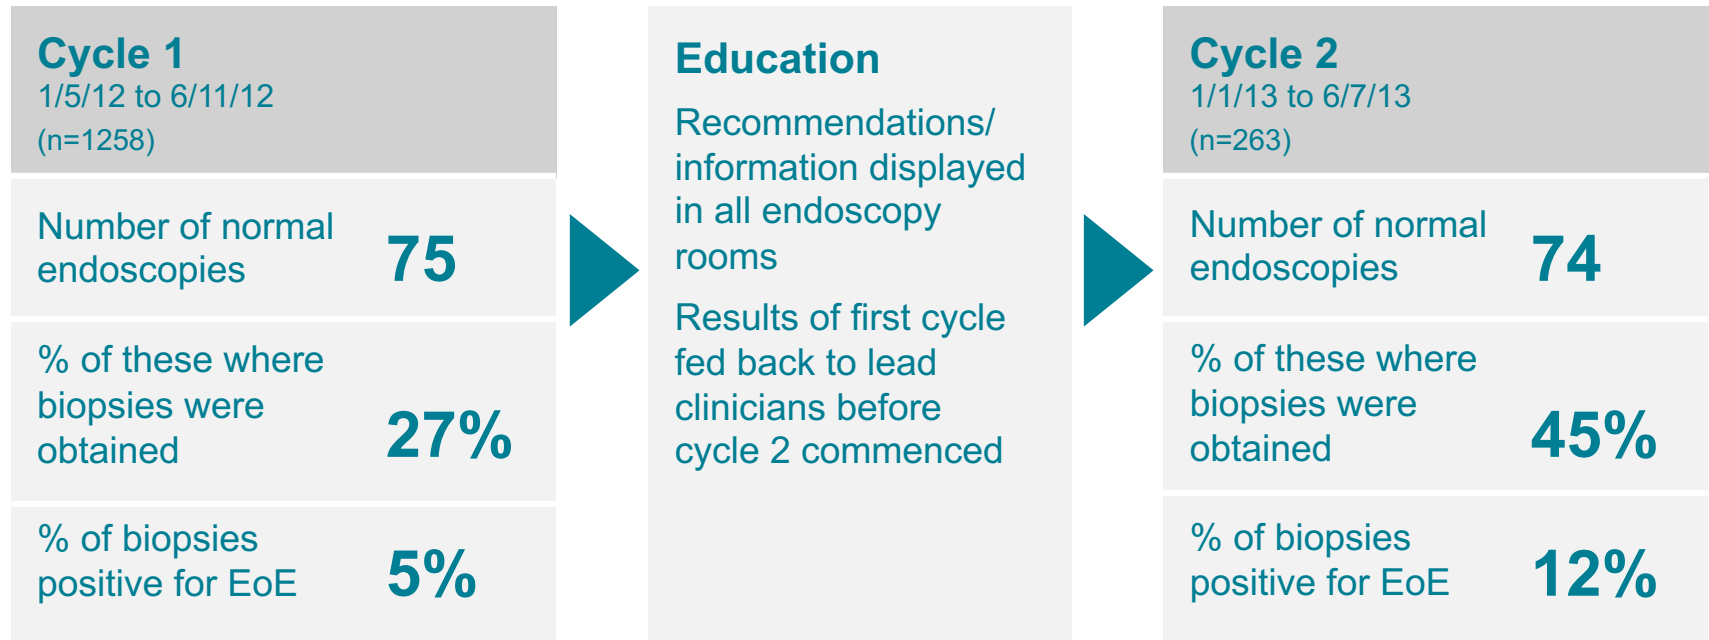 Cycle 1
1/5/12 to 6/11/12
(n=1258)
Number of normal
endoscopies
75
% of these where
biopsies were
obtained
27%
% of biopsies
positive for EoE
5%
Education
Recommendations/
information displayed
in all endoscopy
rooms
Results of first cycle
fed back to lead
clinicians before
cycle 2 commenced
Cycle 2
1/1/13 to 6/7/13
(n=263)
Number of normal
endoscopies
74
% of these where
biopsies were
obtained
45%
% of biopsies
positive for EoE
12%